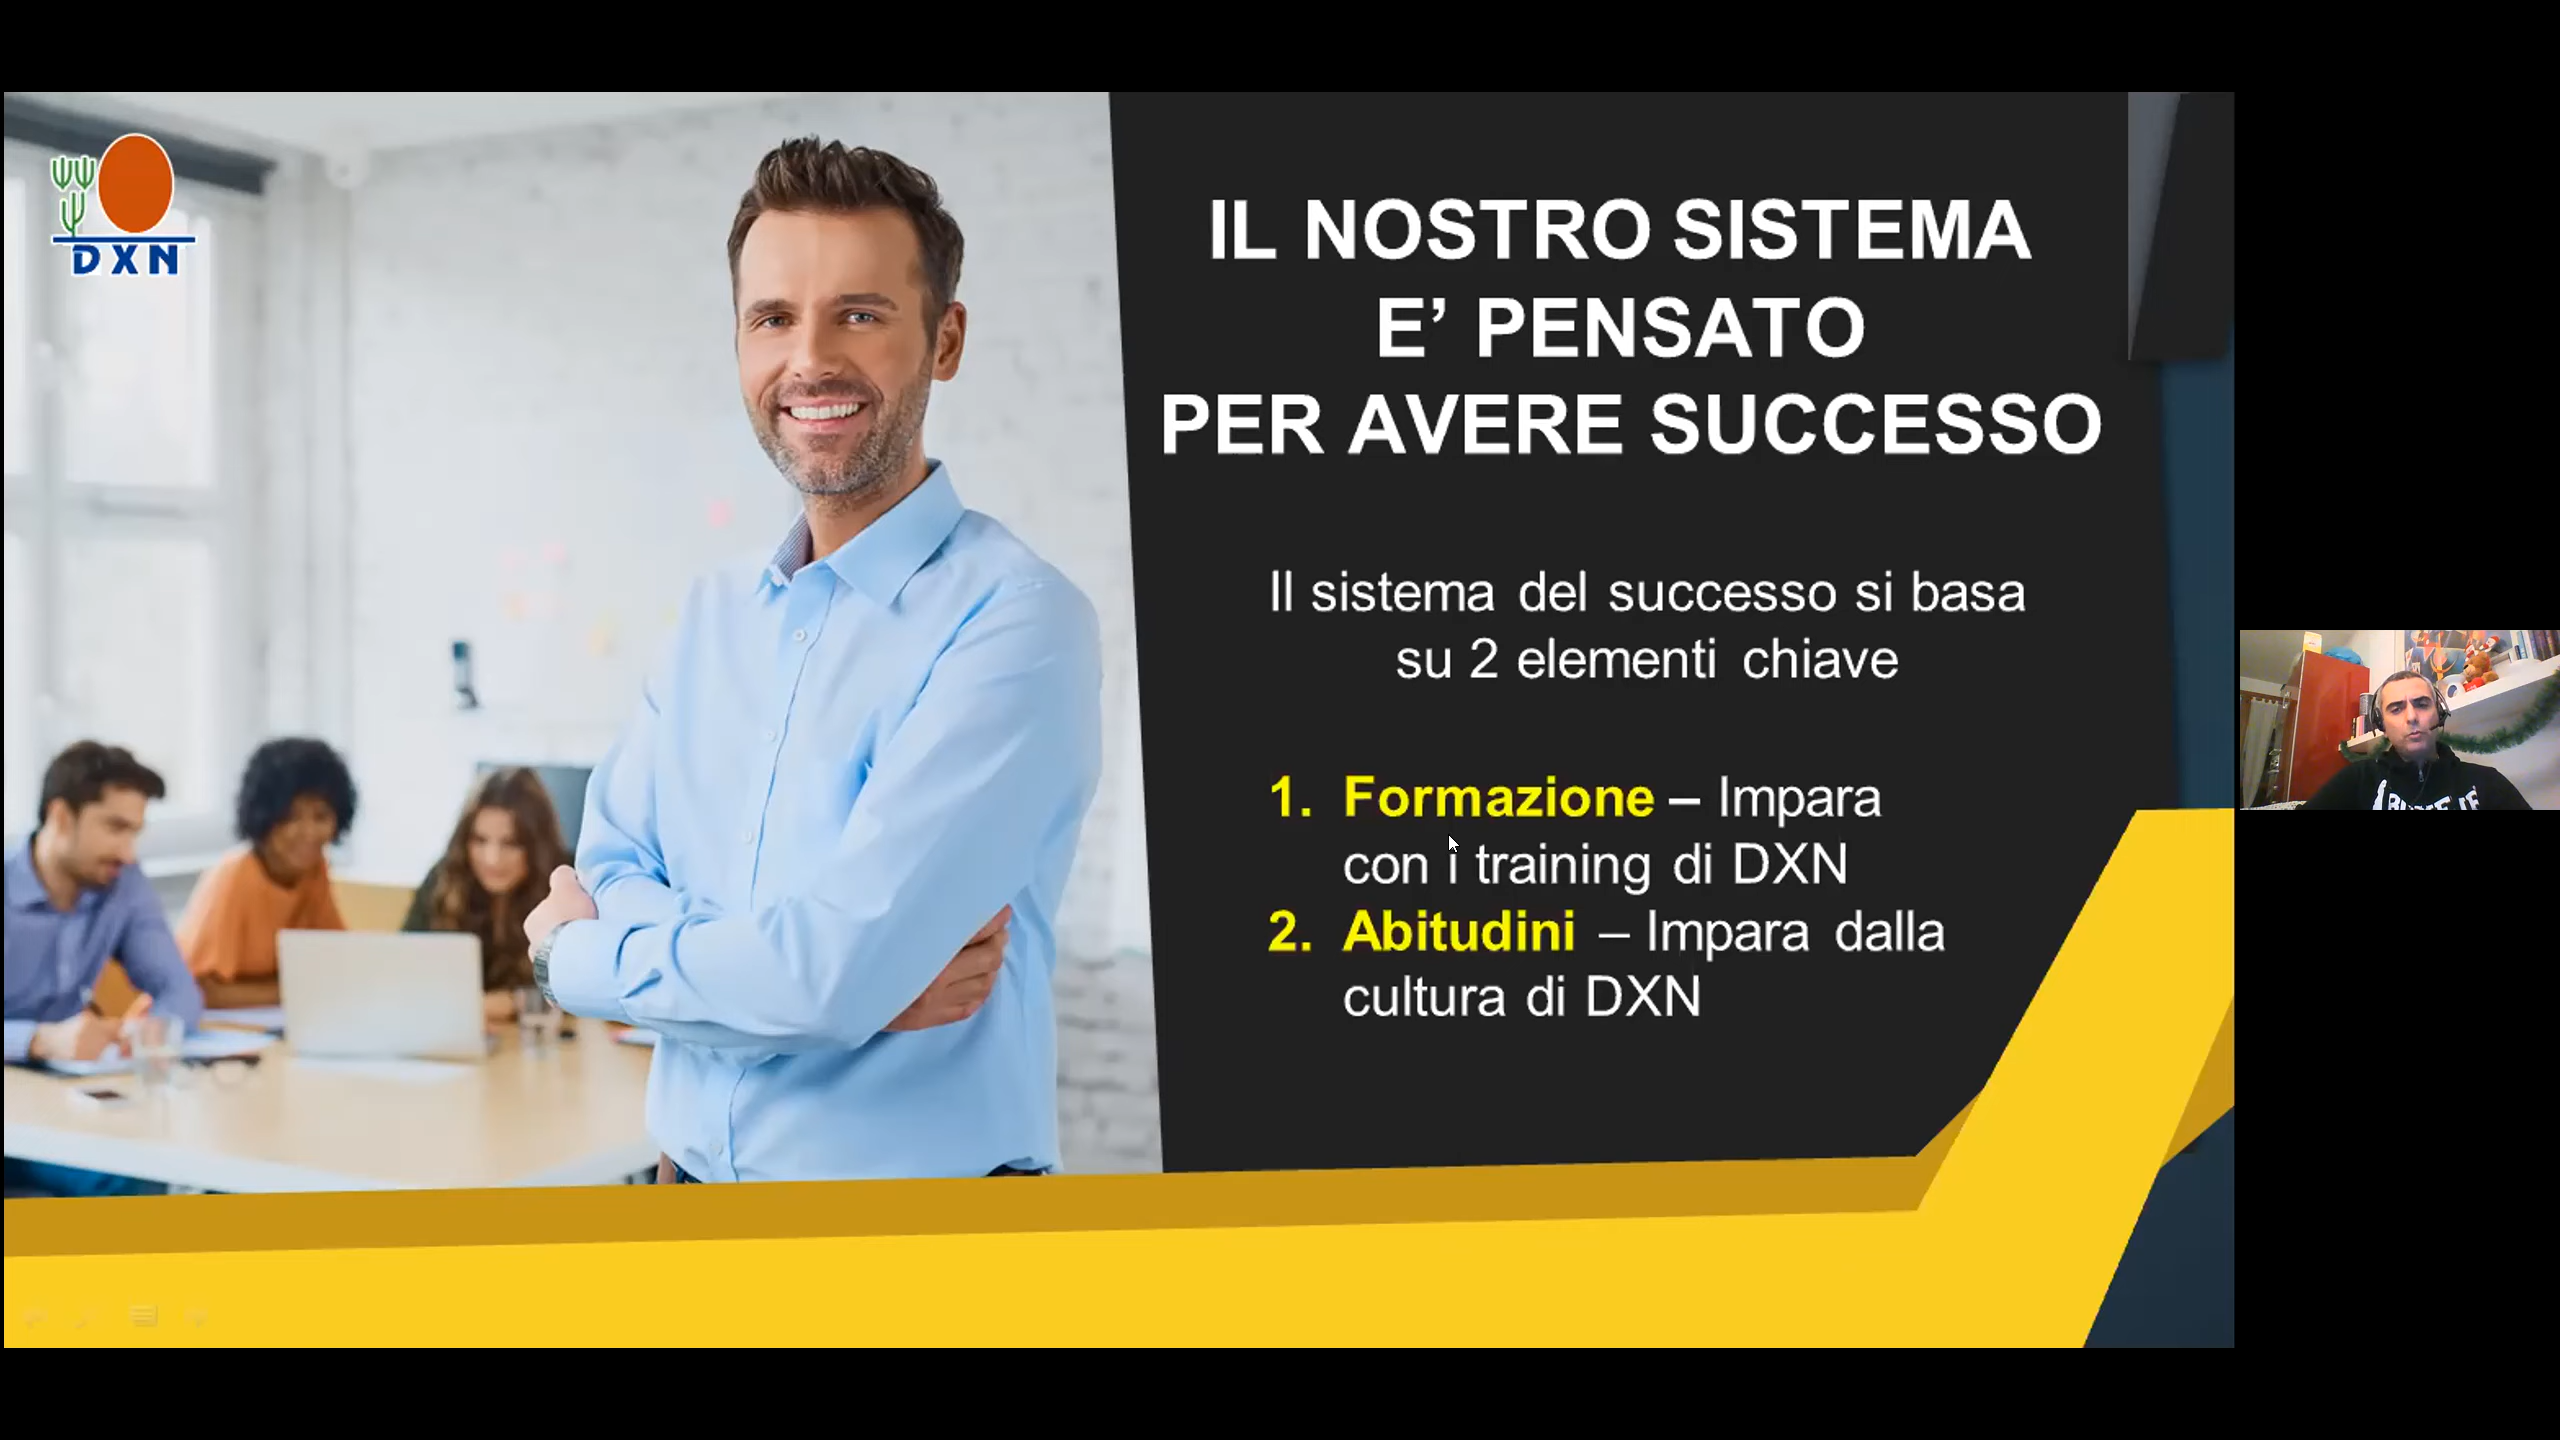 DXN
IL NOSTRO SISTEMA
E’ PENSATO
PER AVERE SUCCESSO
Il sistema del successo si basa
su 2 elementi chiave
1. Formazione – Impara
con i training di DXN
2. Abitudini – Impara dalla
cultura di DXN